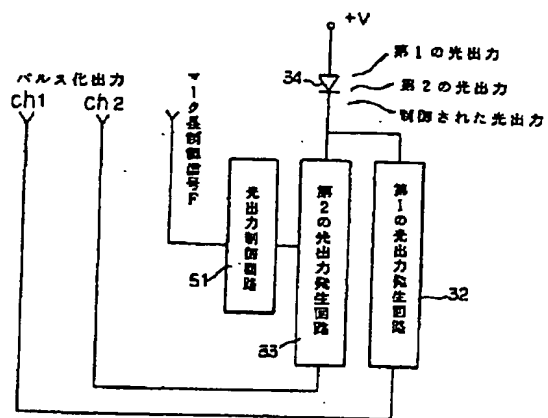 +V
第1の光出力
34
第2の光出力
制御された光出力
パルス化出力
ch1
ch2
マーク長制御信号F
光出力制御回路
51
第2の光出力発生回路
33
第1の光出力発生回路
32